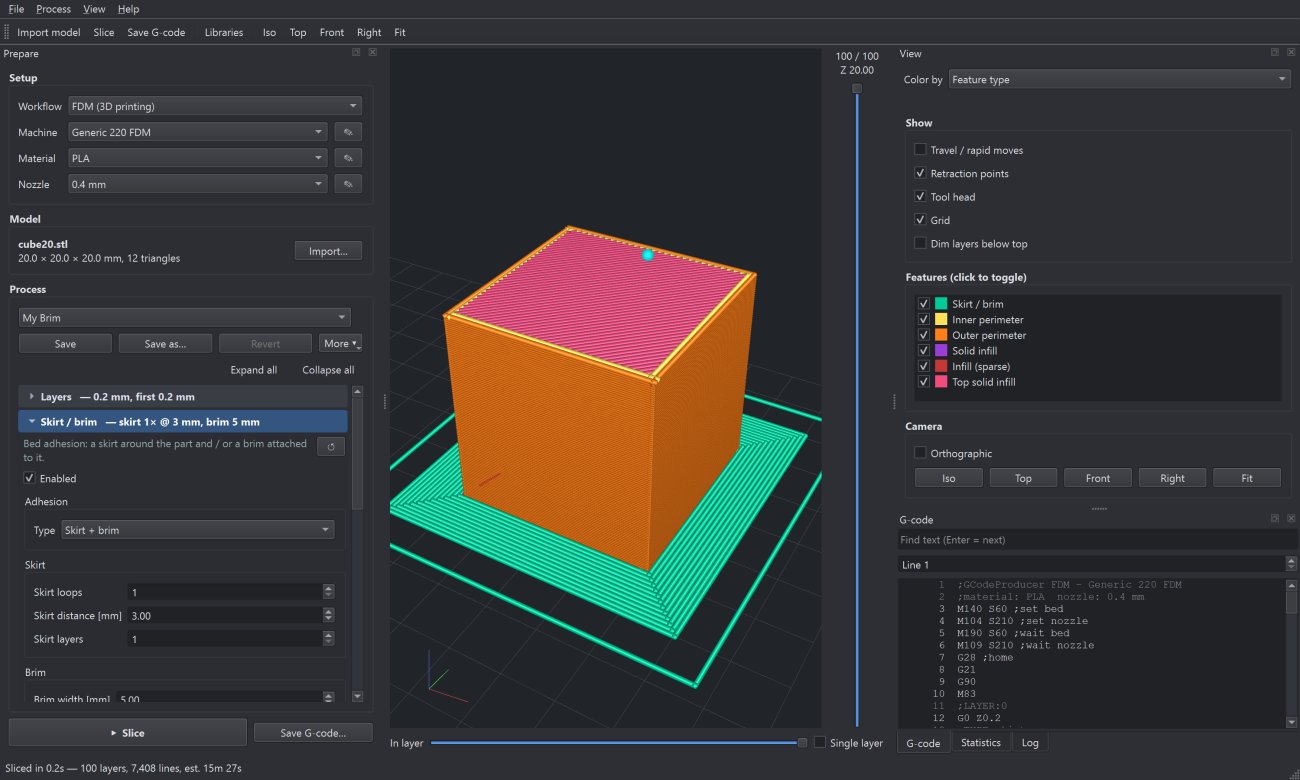 File Process View Help
Import model Slice Save G-code Libraries Iso Top Front Right Fit
Prepare
Setup
Workflow FDM (3D printing)
Machine Generic 220 FDM
Material PLA
Nozzle 0.4 mm
Model
cube20.stl
20.0 × 20.0 × 20.0 mm, 12 triangles
Import...
Process
My Brim
Save Save as... Revert More
Expand all Collapse all
Layers — 0.2 mm, first 0.2 mm
Skirt / brim — skirt 1× @ 3 mm, brim 5 mm
Bed adhesion: a skirt around the part and / or a brim attached
to it.
Enabled
Adhesion
Type Skirt + brim
Skirt
Skirt loops 1
Skirt distance [mm] 3.00
Skirt layers 1
Brim
Brim width [mm] 5.00
Slice Save G-code...
Sliced in 0.2s — 100 layers, 7,408 lines, est. 15m 27s
100 / 100
Z 20.00
In layer Single layer
View
Color by Feature type
Show
Travel / rapid moves
Retraction points
Tool head
Grid
Dim layers below top
Features (click to toggle)
Skirt / brim
Inner perimeter
Outer perimeter
Solid infill
Infill (sparse)
Top solid infill
Camera
Orthographic
Iso Top Front Right Fit
G-code
Find text (Enter = next)
Line 1
1 ;GCodeProducer FDM - Generic 220 FDM
2 ;material: PLA nozzle: 0.4 mm
3 M140 S60 ;set bed
4 M104 S210 ;set nozzle
5 M190 S60 ;wait bed
6 M109 S210 ;wait nozzle
7 G28 ;home
8 G21
9 G90
10 M83
11 ;LAYER:0
12 G0 Z0.2
G-code Statistics Log